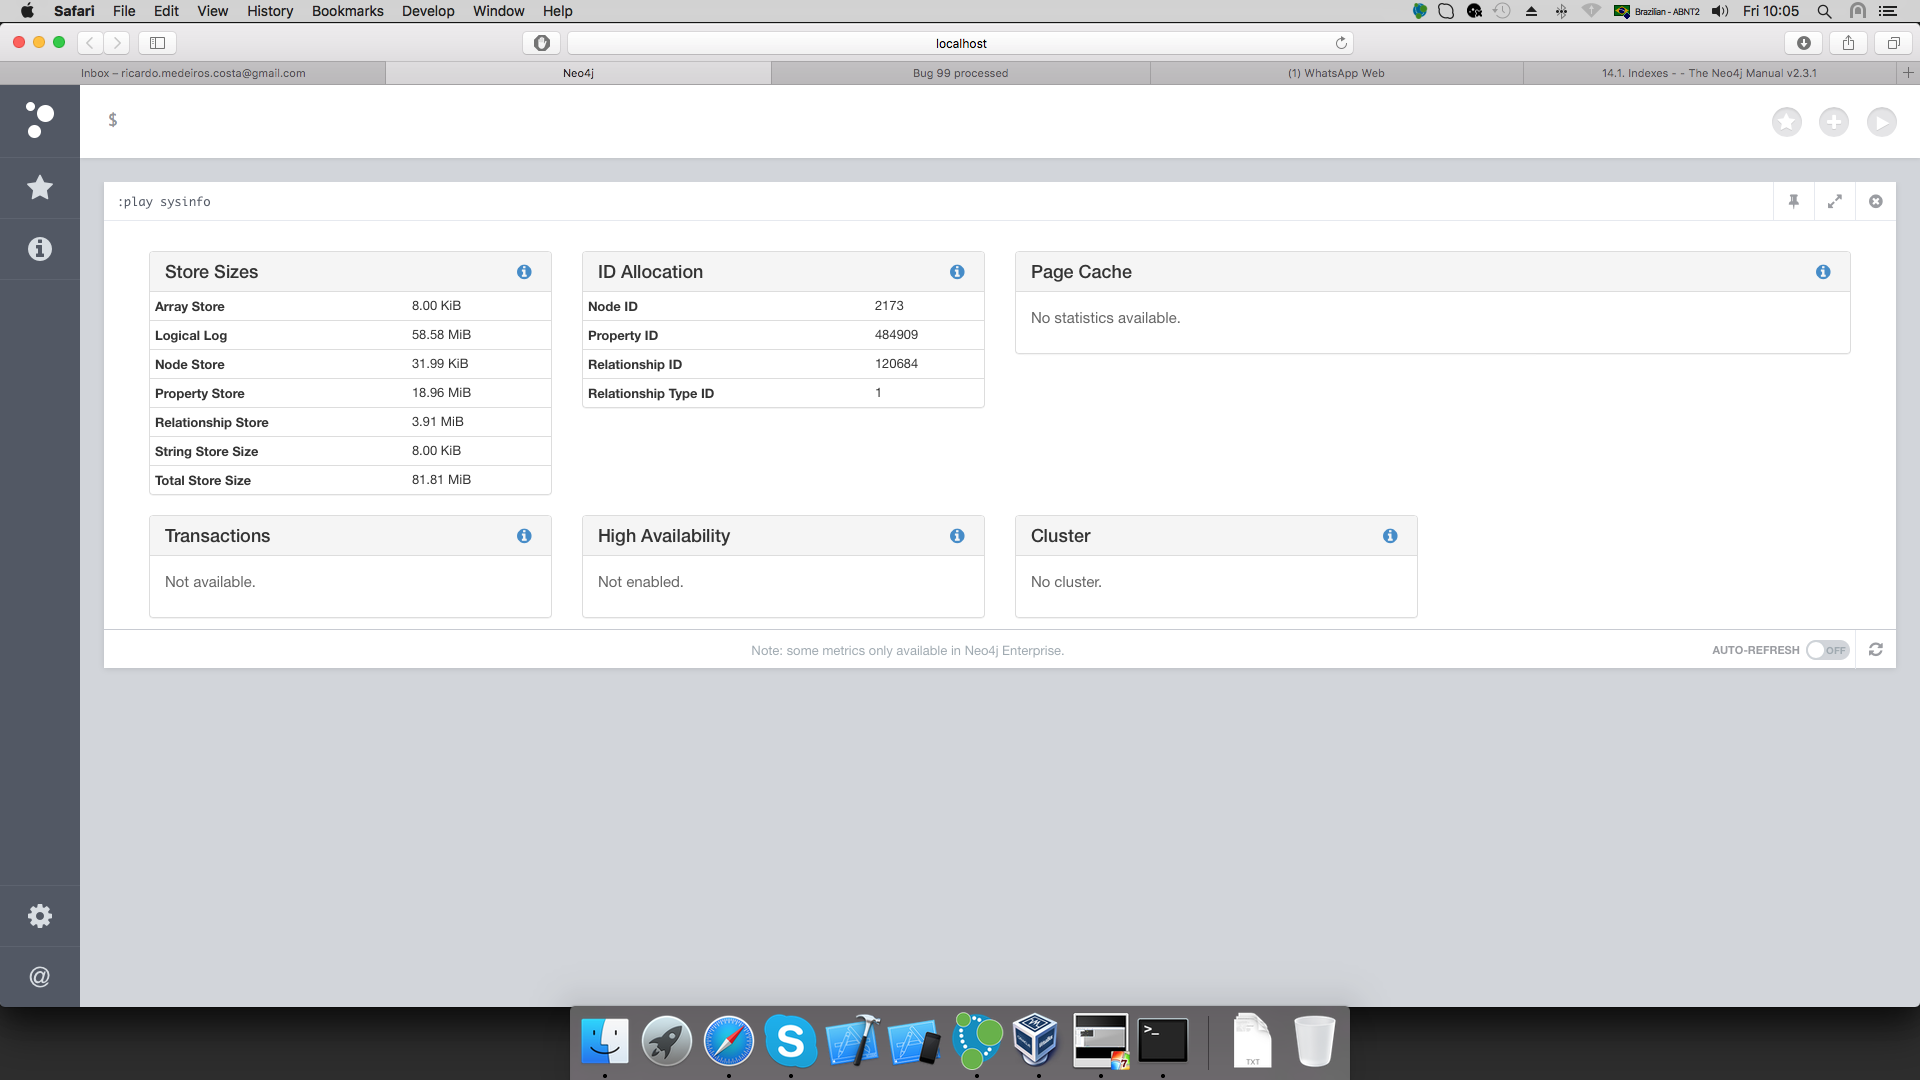 Safari File Edit View History Bookmarks Develop Window Help Brazilian - ABNT2 Fri 10:05
localhost
Inbox – ricardo.medeiros.costa@gmail.com Neo4j Bug 99 processed (1) WhatsApp Web 14.1. Indexes - - The Neo4j Manual v2.3.1
$
:play sysinfo
Store Sizes
Array Store 8.00 KiB
Logical Log 58.58 MiB
Node Store 31.99 KiB
Property Store 18.96 MiB
Relationship Store 3.91 MiB
String Store Size 8.00 KiB
Total Store Size 81.81 MiB
ID Allocation
Node ID 2173
Property ID 484909
Relationship ID 120684
Relationship Type ID 1
Page Cache
No statistics available.
Transactions
Not available.
High Availability
Not enabled.
Cluster
No cluster.
Note: some metrics only available in Neo4j Enterprise.
AUTO-REFRESH OFF
@
TXT